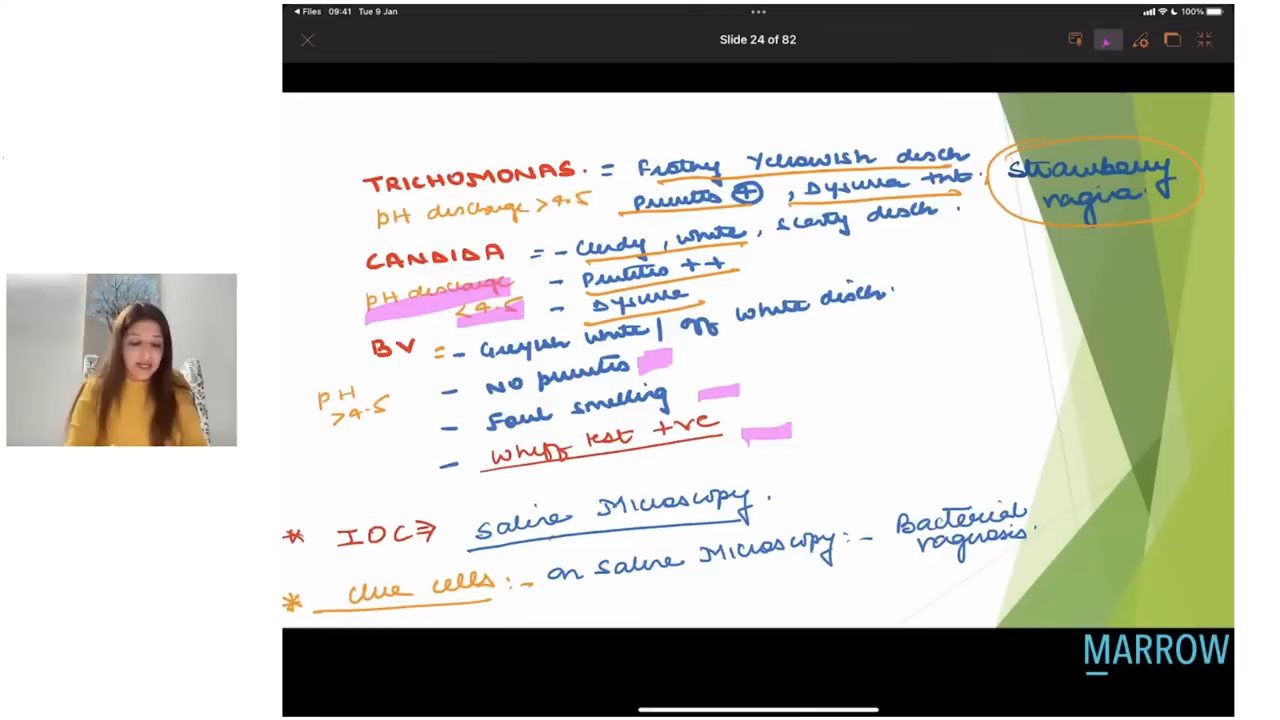 Files 09:41 Tue 9 Jan 100%
Slide 24 of 82
TRICHOMONAS. = Frothy Yellowish disch
pH discharge >4.5 Pruritis + , Dysuria +nt.
strawberry
vagina.
CANDIDA = - Curdy, white, scanty disch.
pH discharge - Pruritis ++
<4.5 - Dysuria
BV = - Greyish white / off white disch.
pH
>4.5
- NO pruritis
- Foul smelling
- Whiff test +ve
* IOC ⇒ Saline Microscopy.
* Clue cells :- on Saline Microscopy :- Bacterial
vaginosis.
MARROW